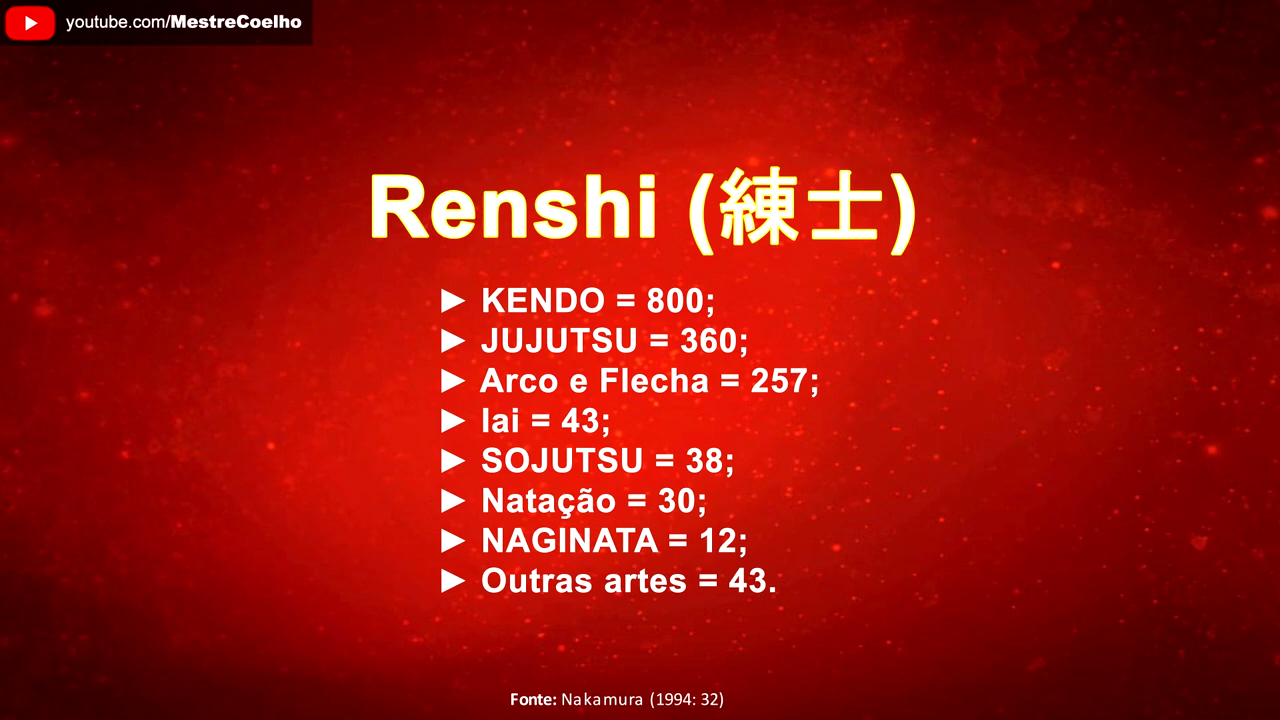 youtube.com/MestreCoelho
Renshi (練士)
► KENDO = 800;
► JUJUTSU = 360;
► Arco e Flecha = 257;
► Iai = 43;
► SOJUTSU = 38;
► Natação = 30;
► NAGINATA = 12;
► Outras artes = 43.
Fonte: Nakamura (1994: 32)